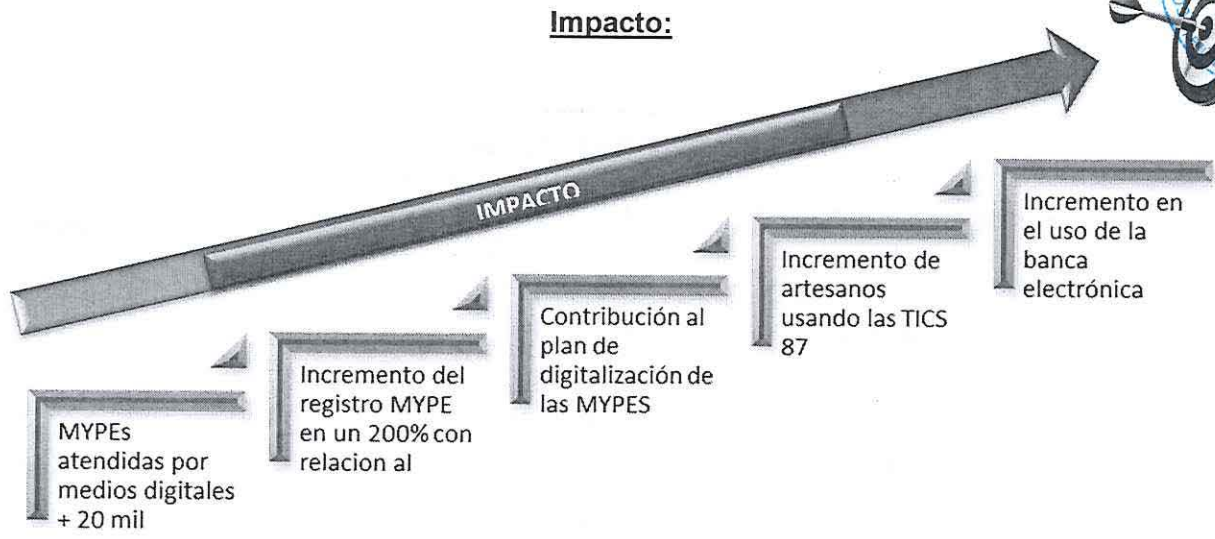 Impacto:
IMPACTO
MYPEs
atendidas por
medios digitales
+ 20 mil
Incremento del
registro MYPE
en un 200% con
relacion al
Contribución al
plan de
digitalización de
las MYPES
Incremento de
artesanos
usando las TICS
87
Incremento en
el uso de la
banca
electrónica